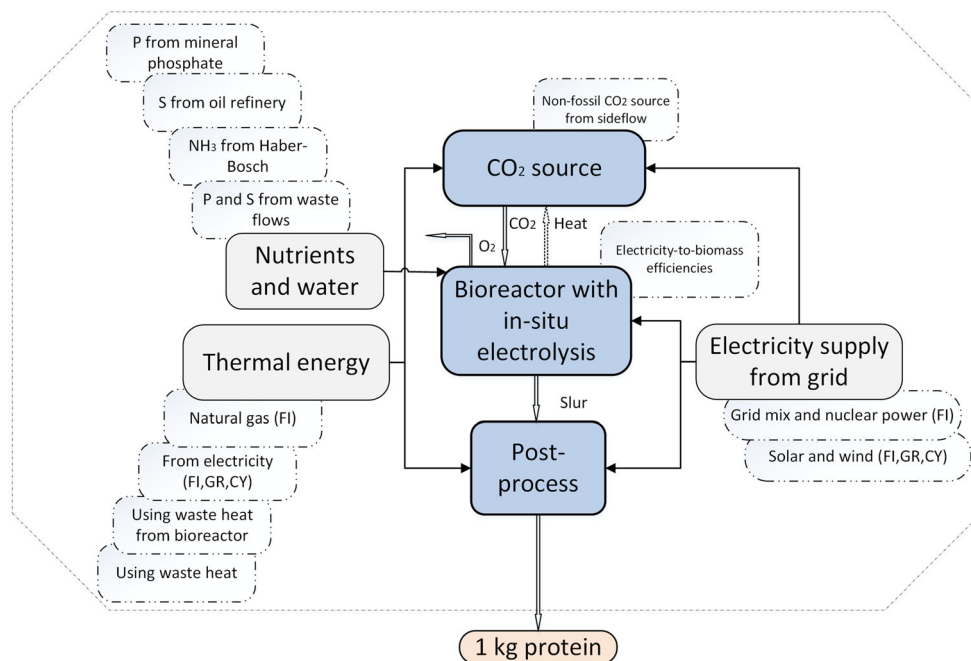 P from mineral
phosphate
S from oil refinery
NH₃ from Haber-
Bosch
P and S from waste
flows
Nutrients
and water
Thermal energy
Natural gas (FI)
From electricity
(FI,GR,CY)
Using waste heat
from bioreactor
Using waste heat
Non-fossil CO₂ source
from sideflow
CO₂ source
CO₂
Heat
O₂
Electricity-to-biomass
efficiencies
Bioreactor with
in-situ
electrolysis
Slur
Post-
process
1 kg protein
Electricity supply
from grid
Grid mix and nuclear power (FI)
Solar and wind (FI,GR,CY)